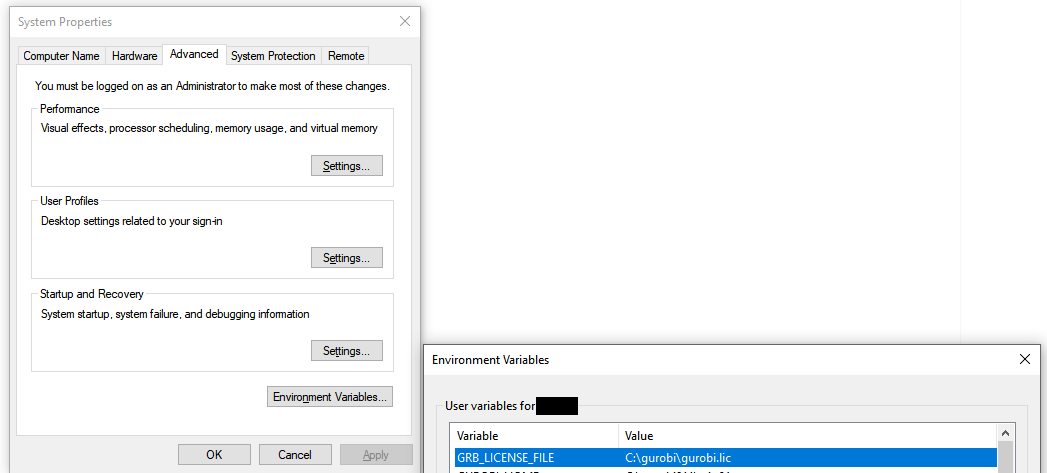 System Properties
Computer Name Hardware Advanced System Protection Remote
You must be logged on as an Administrator to make most of these changes.
Performance
Visual effects, processor scheduling, memory usage, and virtual memory
Settings...
User Profiles
Desktop settings related to your sign-in
Settings...
Startup and Recovery
System startup, system failure, and debugging information
Settings...
Environment Variables...
OK Cancel Apply
Environment Variables
User variables for
Variable Value
GRB_LICENSE_FILE C:\gurobi\gurobi.lic